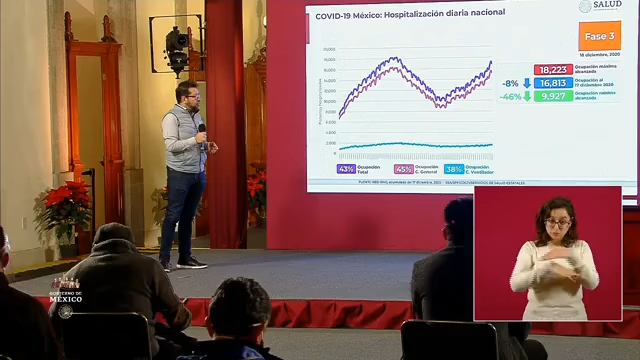 COVID-19 México: Hospitalización diaria nacional
SALUD
Fase 3
18 diciembre, 2020
18,223
Ocupación máxima
alcanzada
-8%
16,813
Ocupación al
17 diciembre 2020
-46%
9,927
Ocupación mínima
alcanzada
43%
Ocupación
Total
45%
Ocupación
C. General
38%
Ocupación
C. Ventilador
GOBIERNO DE
MÉXICO